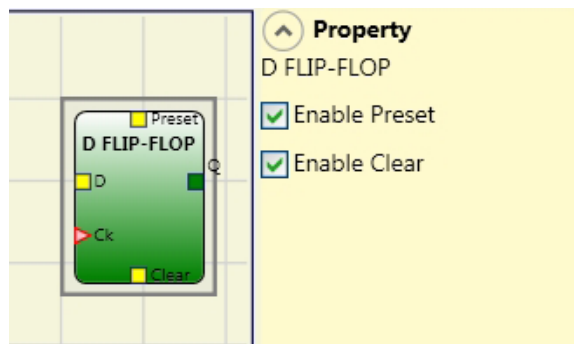 Property
D FLIP-FLOP
Enable Preset
Enable Clear
Preset
D FLIP-FLOP
Q
D
Ck
Clear